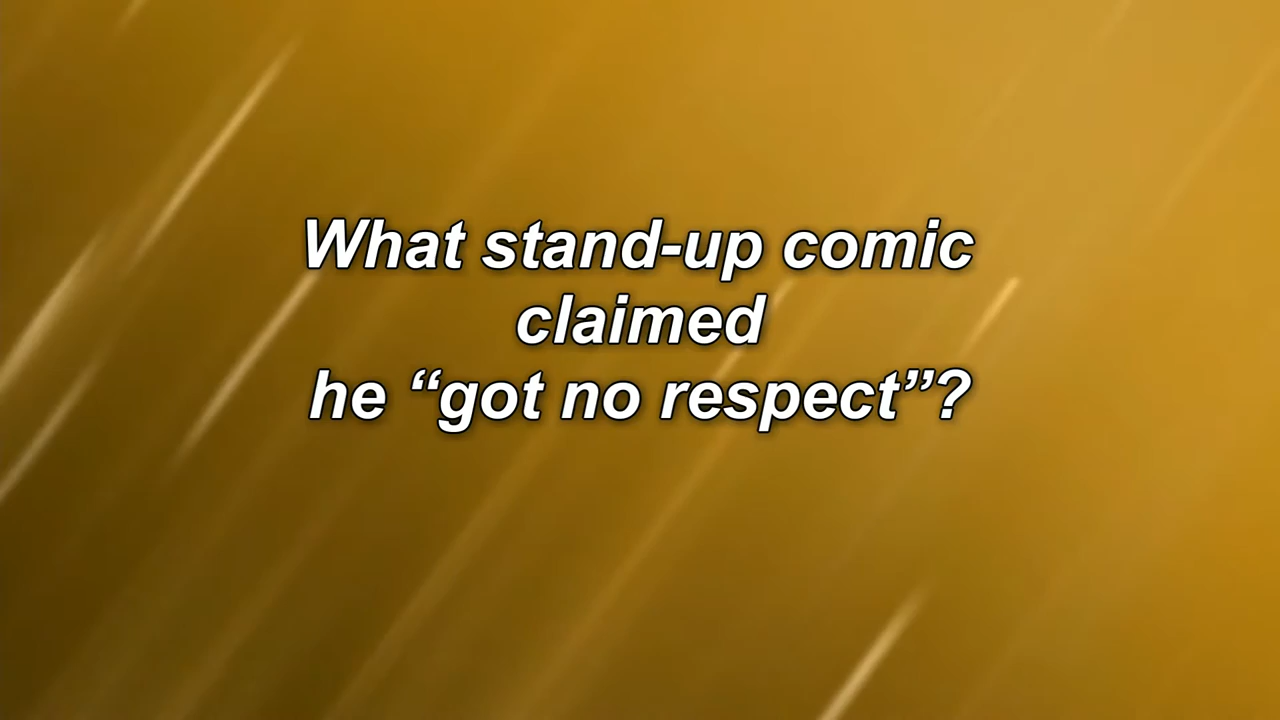 What stand-up comic
claimed
he “got no respect”?